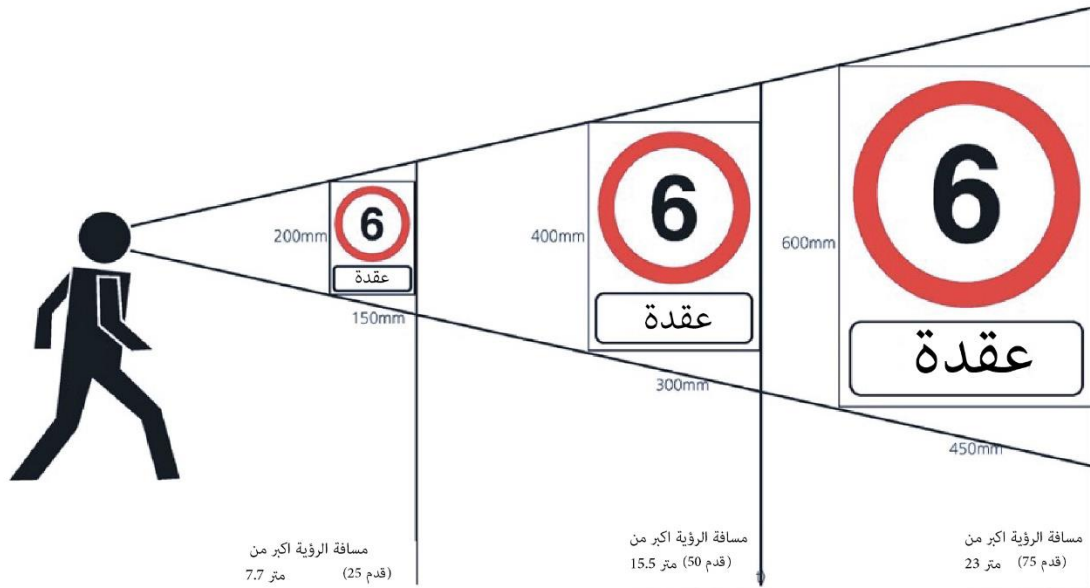 6
عقدة
200mm
150mm
6
عقدة
400mm
300mm
6
عقدة
600mm
450mm
مسافة الرؤية اكبر من
7.7 متر (25 قدم)
مسافة الرؤية اكبر من
15.5 متر (50 قدم)
مسافة الرؤية اكبر من
23 متر (75 قدم)